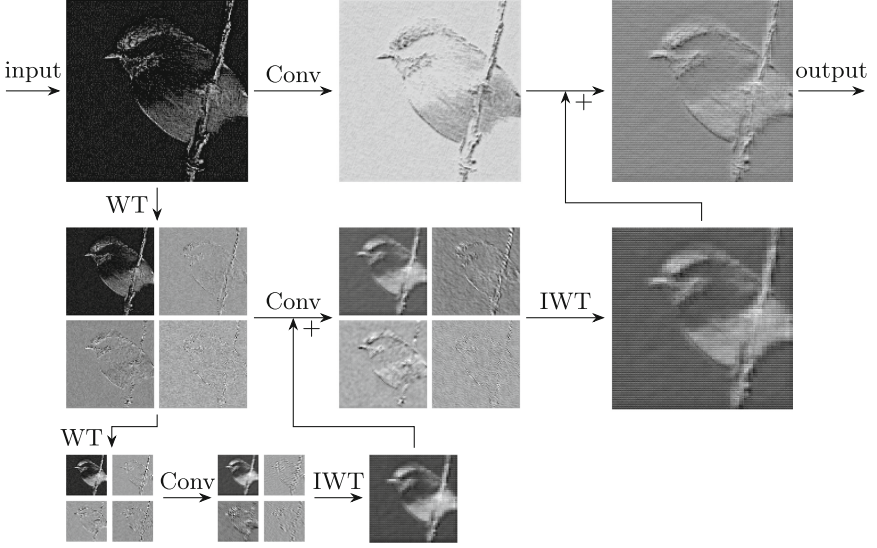 input
Conv
+
output
WT
Conv
+
IWT
WT
Conv
IWT